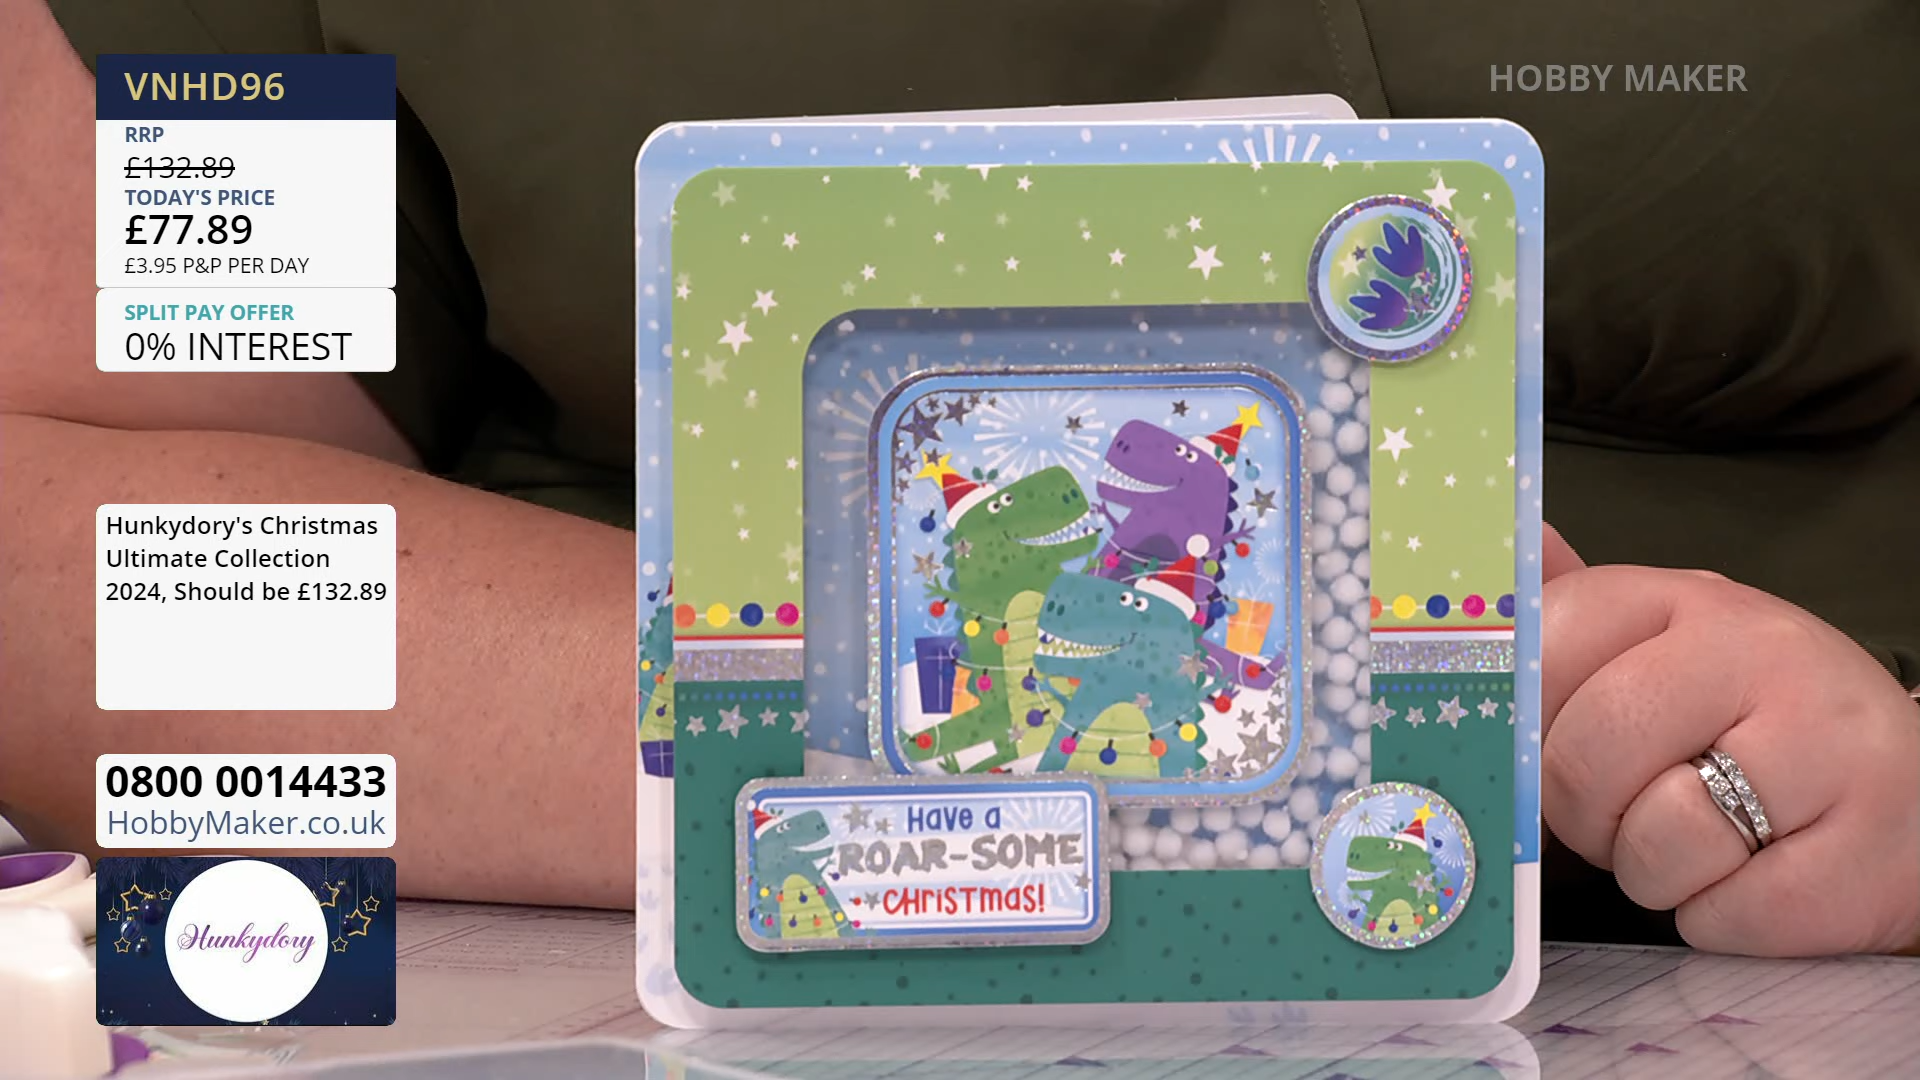 VNHD96
RRP
£132.89
TODAY'S PRICE
£77.89
£3.95 P&P PER DAY
SPLIT PAY OFFER
0% INTEREST
Hunkydory's Christmas
Ultimate Collection
2024, Should be £132.89
0800 0014433
HobbyMaker.co.uk
Hunkydory
HOBBY MAKER
Have a
ROAR-SOME
CHRiSTMAS!